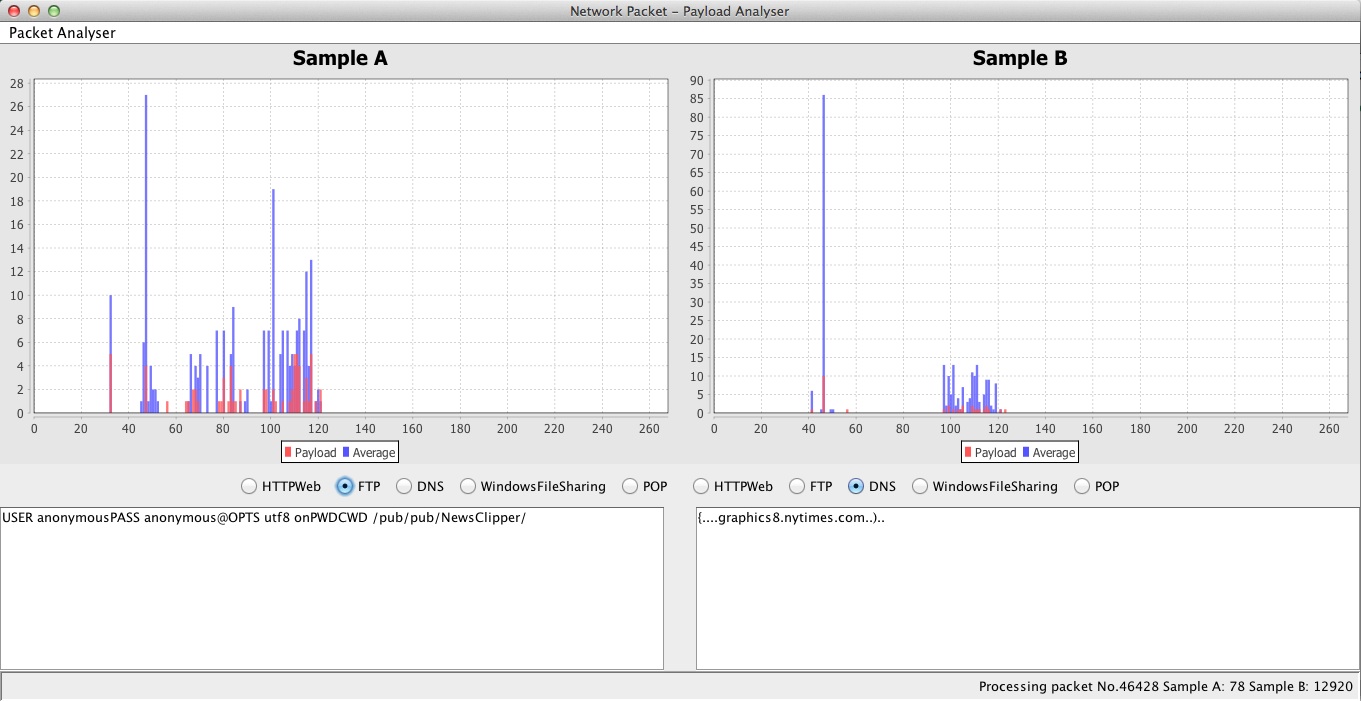 Network Packet – Payload Analyser
Packet Analyser
Sample A
Sample B
28
26
24
22
20
18
16
14
12
10
8
6
4
2
0
0 20 40 60 80 100 120 140 160 180 200 220 240 260
Payload Average
90
85
80
75
70
65
60
55
50
45
40
35
30
25
20
15
10
5
0
0 20 40 60 80 100 120 140 160 180 200 220 240 260
Payload Average
HTTPWeb FTP DNS WindowsFileSharing POP
HTTPWeb FTP DNS WindowsFileSharing POP
USER anonymousPASS anonymous@OPTS utf8 onPWDCWD /pub/pub/NewsClipper/
{....graphics8.nytimes.com..)..
Processing packet No.46428 Sample A: 78 Sample B: 12920